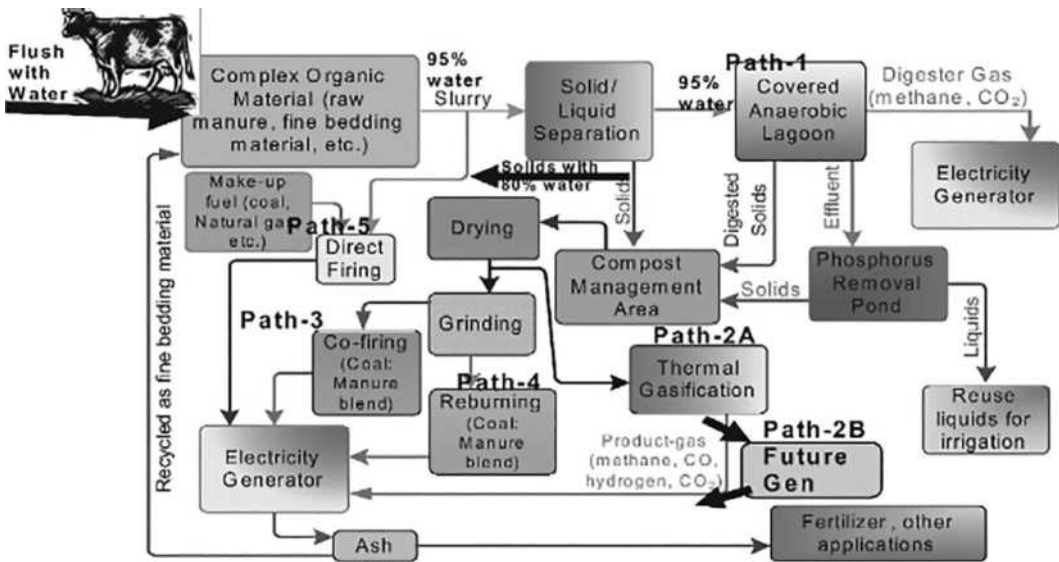 Flush
with
Water
Complex Organic
Material (raw
manure, fine bedding
material, etc.)
95%
water
Slurry
Solid/
Liquid
Separation
95%
water
Path-1
Covered
Anaerobic
Lagoon
Digester Gas
(methane, CO₂)
Electricity
Generator
Solids with
80% water
Solids
Digested
Solids
Effluent
Make-up
fuel (coal,
Natural gas
etc.)
Path-5
Direct
Firing
Drying
Compost
Management
Area
Solids
Phosphorus
Removal
Pond
Liquids
Reuse
liquids for
irrigation
Recycled as fine bedding material
Path-3
Co-firing
(Coal:
Manure
blend)
Grinding
Path-4
Reburning
(Coal:
Manure
blend)
Path-2A
Thermal
Gasification
Path-2B
Future
Gen
Product-gas
(methane, CO,
hydrogen, CO₂)
Electricity
Generator
Ash
Fertilizer, other
applications